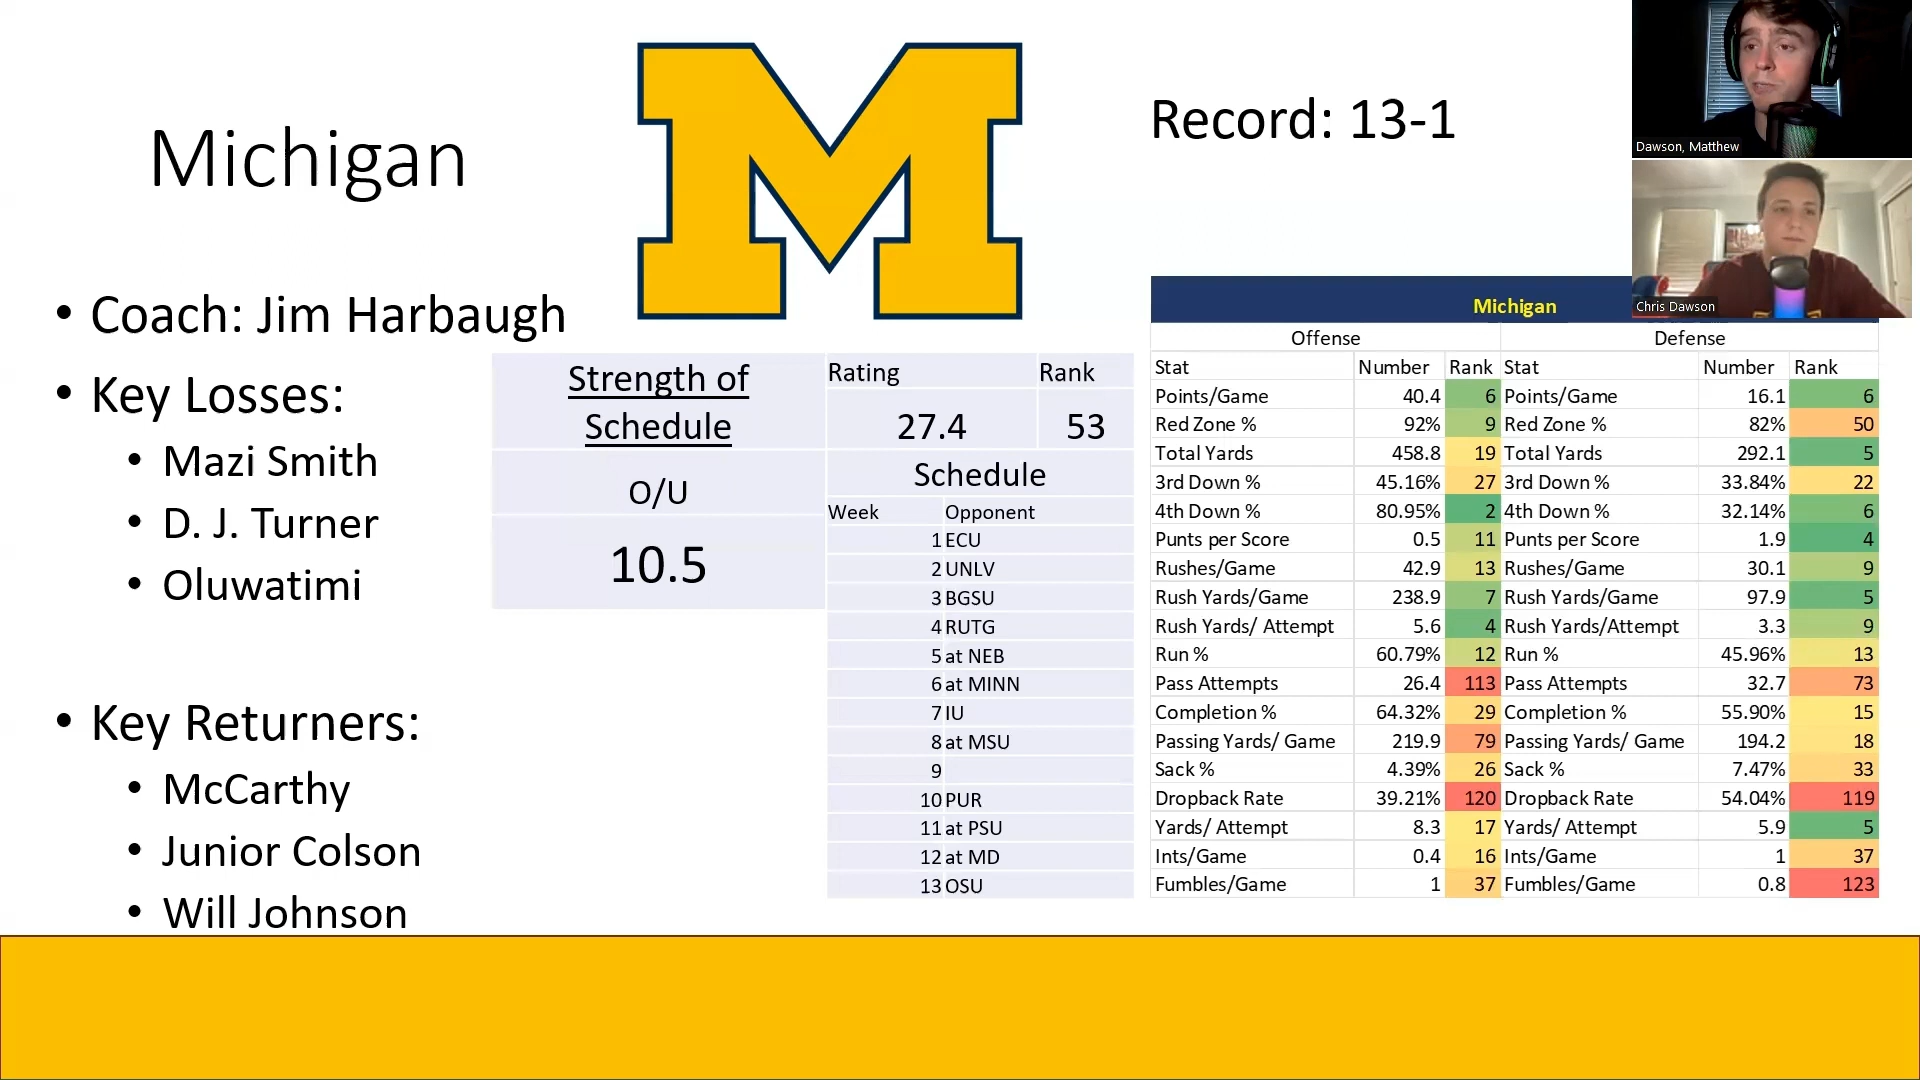 Michigan
M
Record: 13-1
Dawson, Matthew
Chris Dawson
• Coach: Jim Harbaugh
• Key Losses:
• Mazi Smith
• D. J. Turner
• Oluwatimi
• Key Returners:
• McCarthy
• Junior Colson
• Will Johnson
Strength of
Schedule
Rating Rank
27.4 53
O/U
10.5
Schedule
Week Opponent
1 ECU
2 UNLV
3 BGSU
4 RUTG
5 at NEB
6 at MINN
7 IU
8 at MSU
9
10 PUR
11 at PSU
12 at MD
13 OSU
Michigan
Offense Defense
Stat Number Rank Stat Number Rank
Points/Game 40.4 6 Points/Game 16.1 6
Red Zone % 92% 9 Red Zone % 82% 50
Total Yards 458.8 19 Total Yards 292.1 5
3rd Down % 45.16% 27 3rd Down % 33.84% 22
4th Down % 80.95% 2 4th Down % 32.14% 6
Punts per Score 0.5 11 Punts per Score 1.9 4
Rushes/Game 42.9 13 Rushes/Game 30.1 9
Rush Yards/Game 238.9 7 Rush Yards/Game 97.9 5
Rush Yards/ Attempt 5.6 4 Rush Yards/Attempt 3.3 9
Run % 60.79% 12 Run % 45.96% 13
Pass Attempts 26.4 113 Pass Attempts 32.7 73
Completion % 64.32% 29 Completion % 55.90% 15
Passing Yards/ Game 219.9 79 Passing Yards/ Game 194.2 18
Sack % 4.39% 26 Sack % 7.47% 33
Dropback Rate 39.21% 120 Dropback Rate 54.04% 119
Yards/ Attempt 8.3 17 Yards/ Attempt 5.9 5
Ints/Game 0.4 16 Ints/Game 1 37
Fumbles/Game 1 37 Fumbles/Game 0.8 123